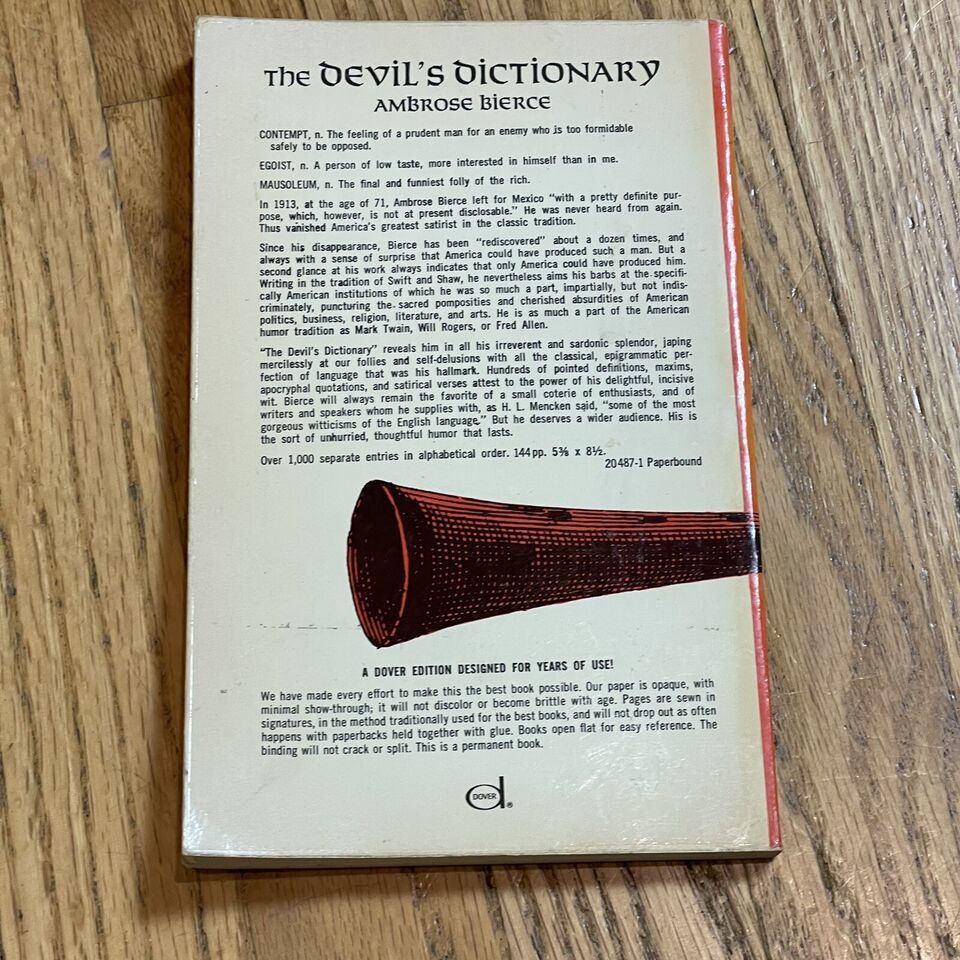 The Devil's Dictionary
Ambrose Bierce
CONTEMPT, n. The feeling of a prudent man for an enemy who is too formidable
safely to be opposed.
EGOIST, n. A person of low taste, more interested in himself than in me.
MAUSOLEUM, n. The final and funniest folly of the rich.
In 1913, at the age of 71, Ambrose Bierce left for Mexico "with a pretty definite pur-
pose, which, however, is not at present disclosable." He was never heard from again.
Thus vanished America's greatest satirist in the classic tradition.
Since his disappearance, Bierce has been "rediscovered" about a dozen times, and
always with a sense of surprise that America could have produced such a man. But a
second glance at his work always indicates that only America could have produced him.
Writing in the tradition of Swift and Shaw, he nevertheless aims his barbs at the specifi-
cally American institutions of which he was so much a part, impartially, but not indis-
criminately, puncturing the sacred pomposities and cherished absurdities of American
politics, business, religion, literature, and arts. He is as much a part of the American
humor tradition as Mark Twain, Will Rogers, or Fred Allen.
"The Devil's Dictionary" reveals him in all his irreverent and sardonic splendor, japing
mercilessly at our follies and self-delusions with all the classical, epigrammatic per-
fection of language that was his hallmark. Hundreds of pointed definitions, maxims,
apocryphal quotations, and satirical verses attest to the power of his delightful, incisive
wit. Bierce will always remain the favorite of a small coterie of enthusiasts, and of
writers and speakers whom he supplies with, as H. L. Mencken said, "some of the most
gorgeous witticisms of the English language." But he deserves a wider audience. His is
the sort of unhurried, thoughtful humor that lasts.
Over 1,000 separate entries in alphabetical order. 144 pp. 5⅜ x 8½.
20487-1 Paperbound
A DOVER EDITION DESIGNED FOR YEARS OF USE!
We have made every effort to make this the best book possible. Our paper is opaque, with
minimal show-through; it will not discolor or become brittle with age. Pages are sewn in
signatures, in the method traditionally used for the best books, and will not drop out as often
happens with paperbacks held together with glue. Books open flat for easy reference. The
binding will not crack or split. This is a permanent book.
DOVER ®